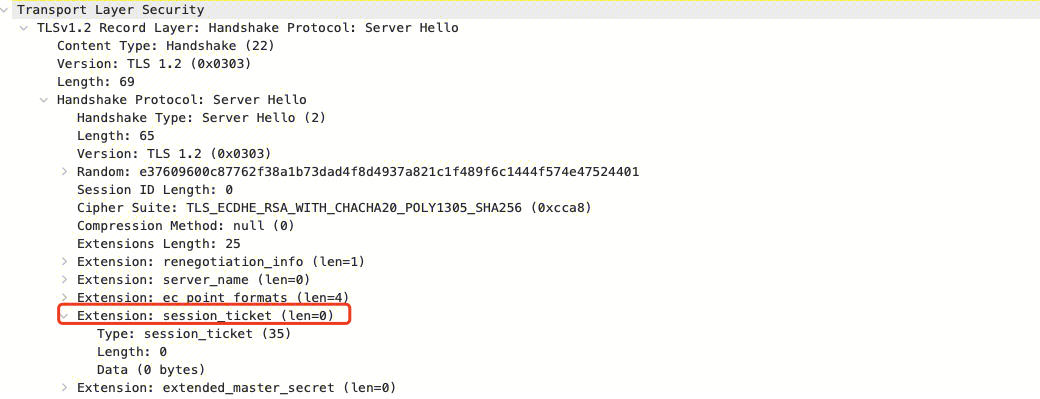 Transport Layer Security
TLSv1.2 Record Layer: Handshake Protocol: Server Hello
Content Type: Handshake (22)
Version: TLS 1.2 (0x0303)
Length: 69
Handshake Protocol: Server Hello
Handshake Type: Server Hello (2)
Length: 65
Version: TLS 1.2 (0x0303)
Random: e37609600c87762f38a1b73dad4f8d4937a821c1f489f6c1444f574e47524401
Session ID Length: 0
Cipher Suite: TLS_ECDHE_RSA_WITH_CHACHA20_POLY1305_SHA256 (0xcca8)
Compression Method: null (0)
Extensions Length: 25
Extension: renegotiation_info (len=1)
Extension: server_name (len=0)
Extension: ec_point_formats (len=4)
Extension: session_ticket (len=0)
Type: session_ticket (35)
Length: 0
Data (0 bytes)
Extension: extended_master_secret (len=0)